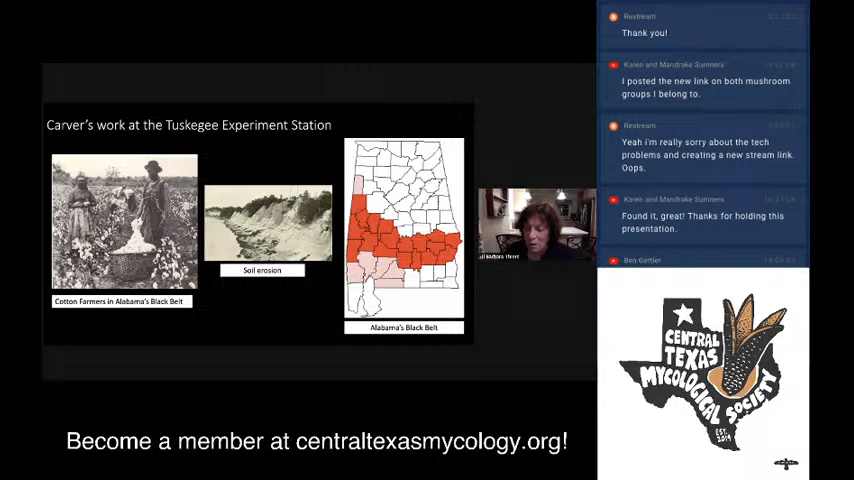 Carver's work at the Tuskegee Experiment Station
Cotton Farmers in Alabama's Black Belt
Soil erosion
Alabama's Black Belt
Barbara Thiers
Become a member at centraltexasmycology.org!
Restream
Thank you!
Karen and Mandrake Sumners
I posted the new link on both mushroom
groups I belong to.
Restream
Yeah i'm really sorry about the tech
problems and creating a new stream link.
Oops.
Karen and Mandrake Sumners
Found it, great! Thanks for holding this
presentation.
Ben Gettler
CENTRAL
TEXAS
MYCOLOGICAL
SOCIETY
EST.
2019